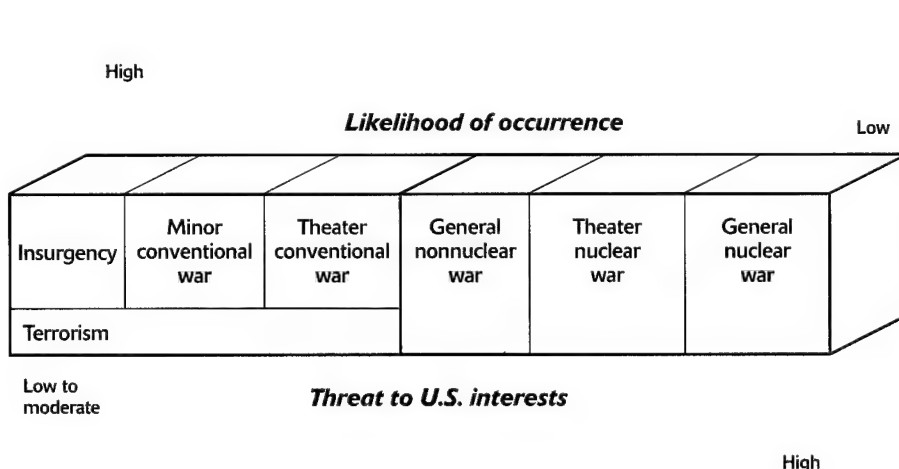 High
Likelihood of occurrence
Low
Insurgency
Minor
conventional
war
Theater
conventional
war
General
nonnuclear
war
Theater
nuclear
war
General
nuclear
war
Terrorism
Low to
moderate
Threat to U.S. interests
High